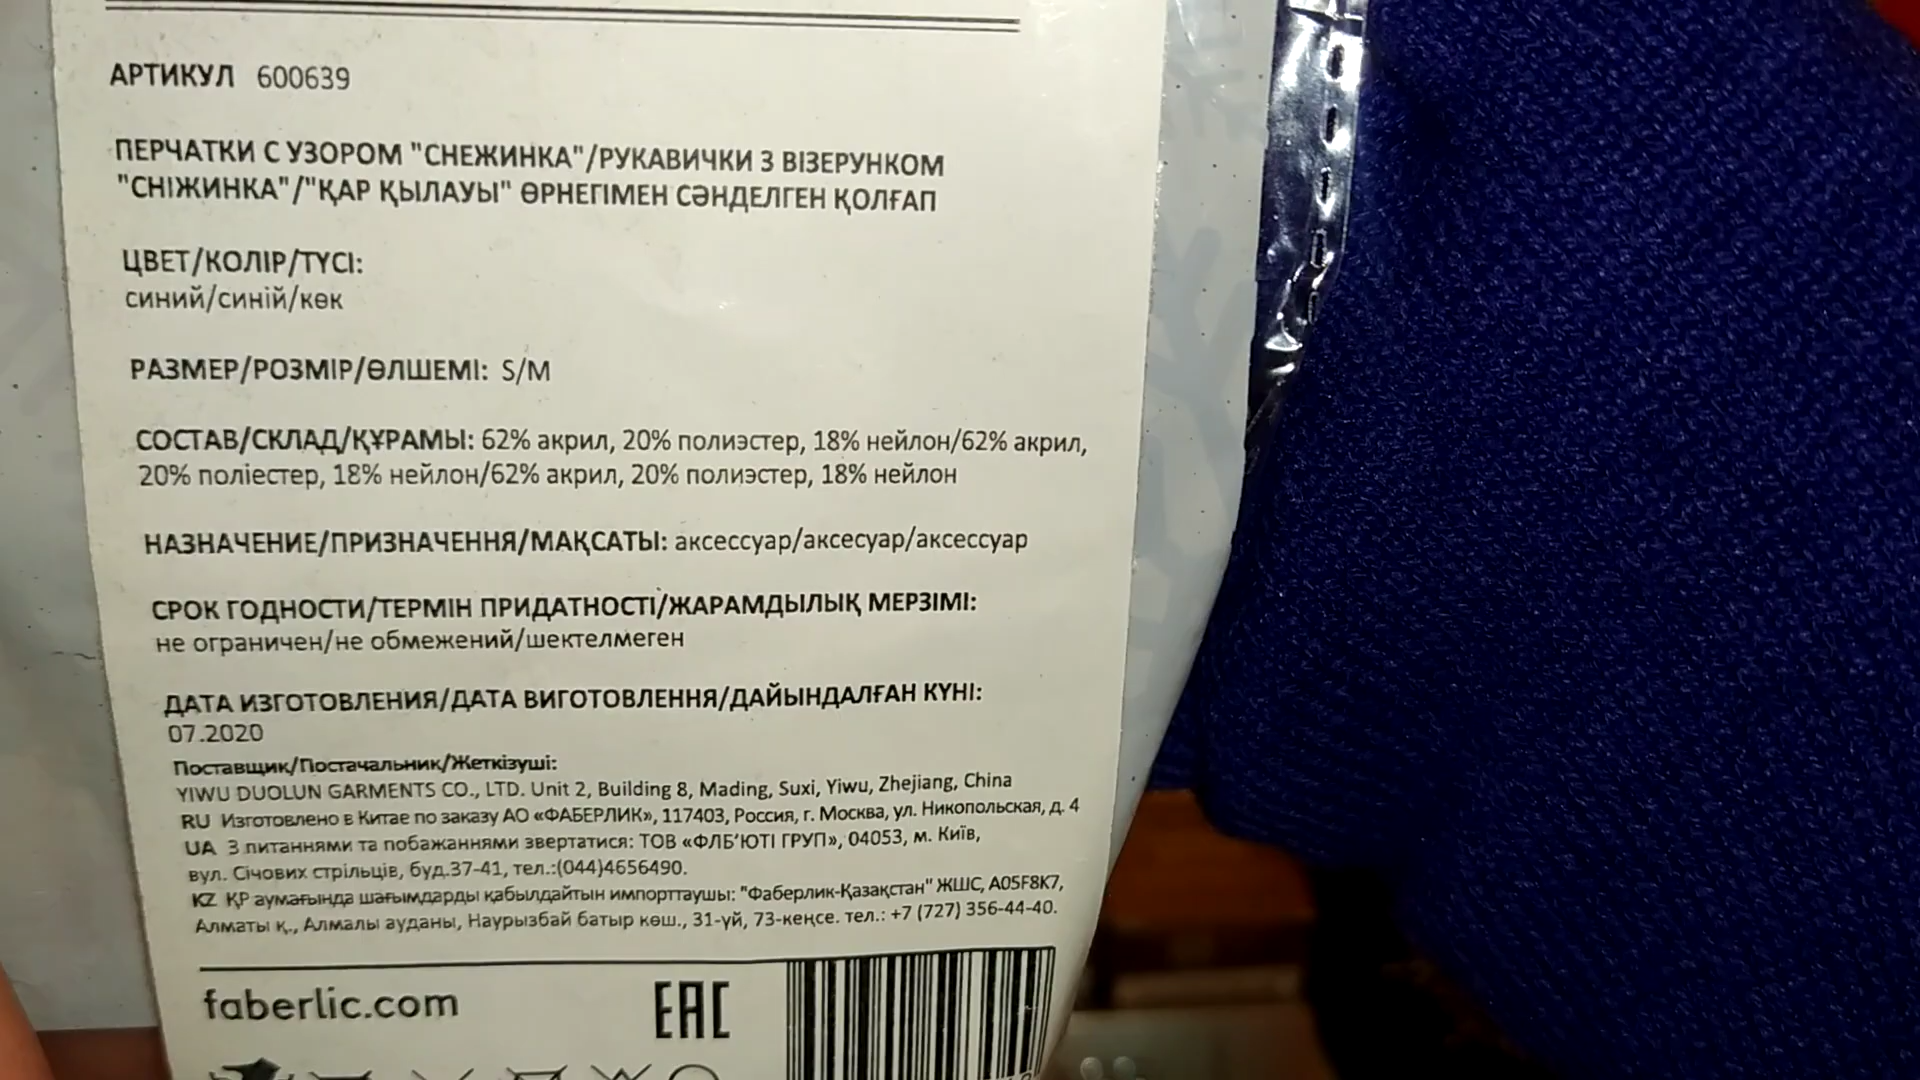 АРТИКУЛ 600639
ПЕРЧАТКИ С УЗОРОМ "СНЕЖИНКА"/РУКАВИЧКИ З ВІЗЕРУНКОМ
"СНІЖИНКА"/"ҚАР ҚЫЛАУЫ" ӨРНЕГІМЕН СӘНДЕЛГЕН ҚОЛҒАП
ЦВЕТ/КОЛІР/ТҮСІ:
синий/синій/көк
РАЗМЕР/РОЗМІР/ӨЛШЕМІ: S/M
СОСТАВ/СКЛАД/ҚҰРАМЫ: 62% акрил, 20% полиэстер, 18% нейлон/62% акрил,
20% поліестер, 18% нейлон/62% акрил, 20% полиэстер, 18% нейлон
НАЗНАЧЕНИЕ/ПРИЗНАЧЕННЯ/МАҚСАТЫ: аксессуар/аксесуар/аксессуар
СРОК ГОДНОСТИ/ТЕРМІН ПРИДАТНОСТІ/ЖАРАМДЫЛЫҚ МЕРЗІМІ:
не ограничен/не обмежений/шектелмеген
ДАТА ИЗГОТОВЛЕНИЯ/ДАТА ВИГОТОВЛЕННЯ/ДАЙЫНДАЛҒАН КҮНІ:
07.2020
Поставщик/Постачальник/Жеткізуші:
YIWU DUOLUN GARMENTS CO., LTD. Unit 2, Building 8, Mading, Suxi, Yiwu, Zhejiang, China
RU Изготовлено в Китае по заказу АО «ФАБЕРЛИК», 117403, Россия, г. Москва, ул. Никопольская, д. 4
UA З питаннями та побажаннями звертатися: ТОВ «ФЛБ'ЮТІ ГРУП», 04053, м. Київ,
вул. Січових стрільців, буд.37-41, тел.:(044)4656490.
KZ ҚР аумағында шағымдарды қабылдайтын импорттаушы: "Фаберлик-Қазақстан" ЖШС, A05F8K7,
Алматы қ., Алмалы ауданы, Наурызбай батыр көш., 31-үй, 73-кеңсе. тел.: +7 (727) 356-44-40.
faberlic.com
EAC